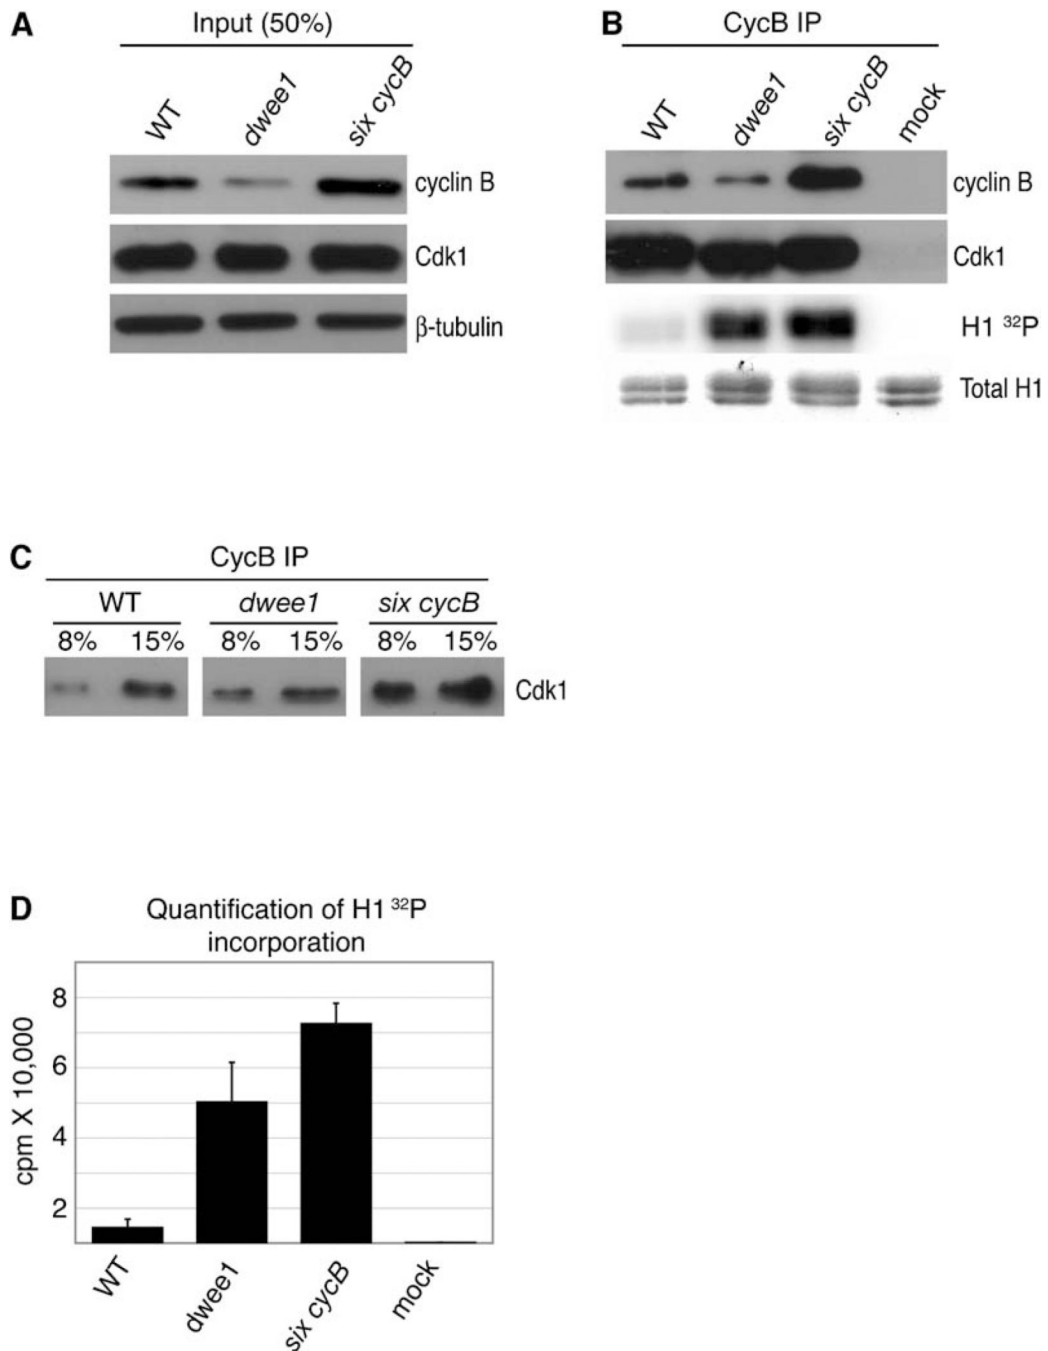 A
Input (50%)
WT
dwee1
six cycB
cyclin B
Cdk1
β-tubulin
B
CycB IP
WT
dwee1
six cycB
mock
cyclin B
Cdk1
H1 ³²P
Total H1
C
CycB IP
WT
dwee1
six cycB
8% 15%
8% 15%
8% 15%
Cdk1
D
Quantification of H1 ³²P
incorporation
cpm X 10,000
8
6
4
2
WT
dwee1
six cycB
mock